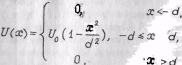 0, x<-d,
U(x)= { U₀(1-x²/d²), -d⩽x d,
0, x>d